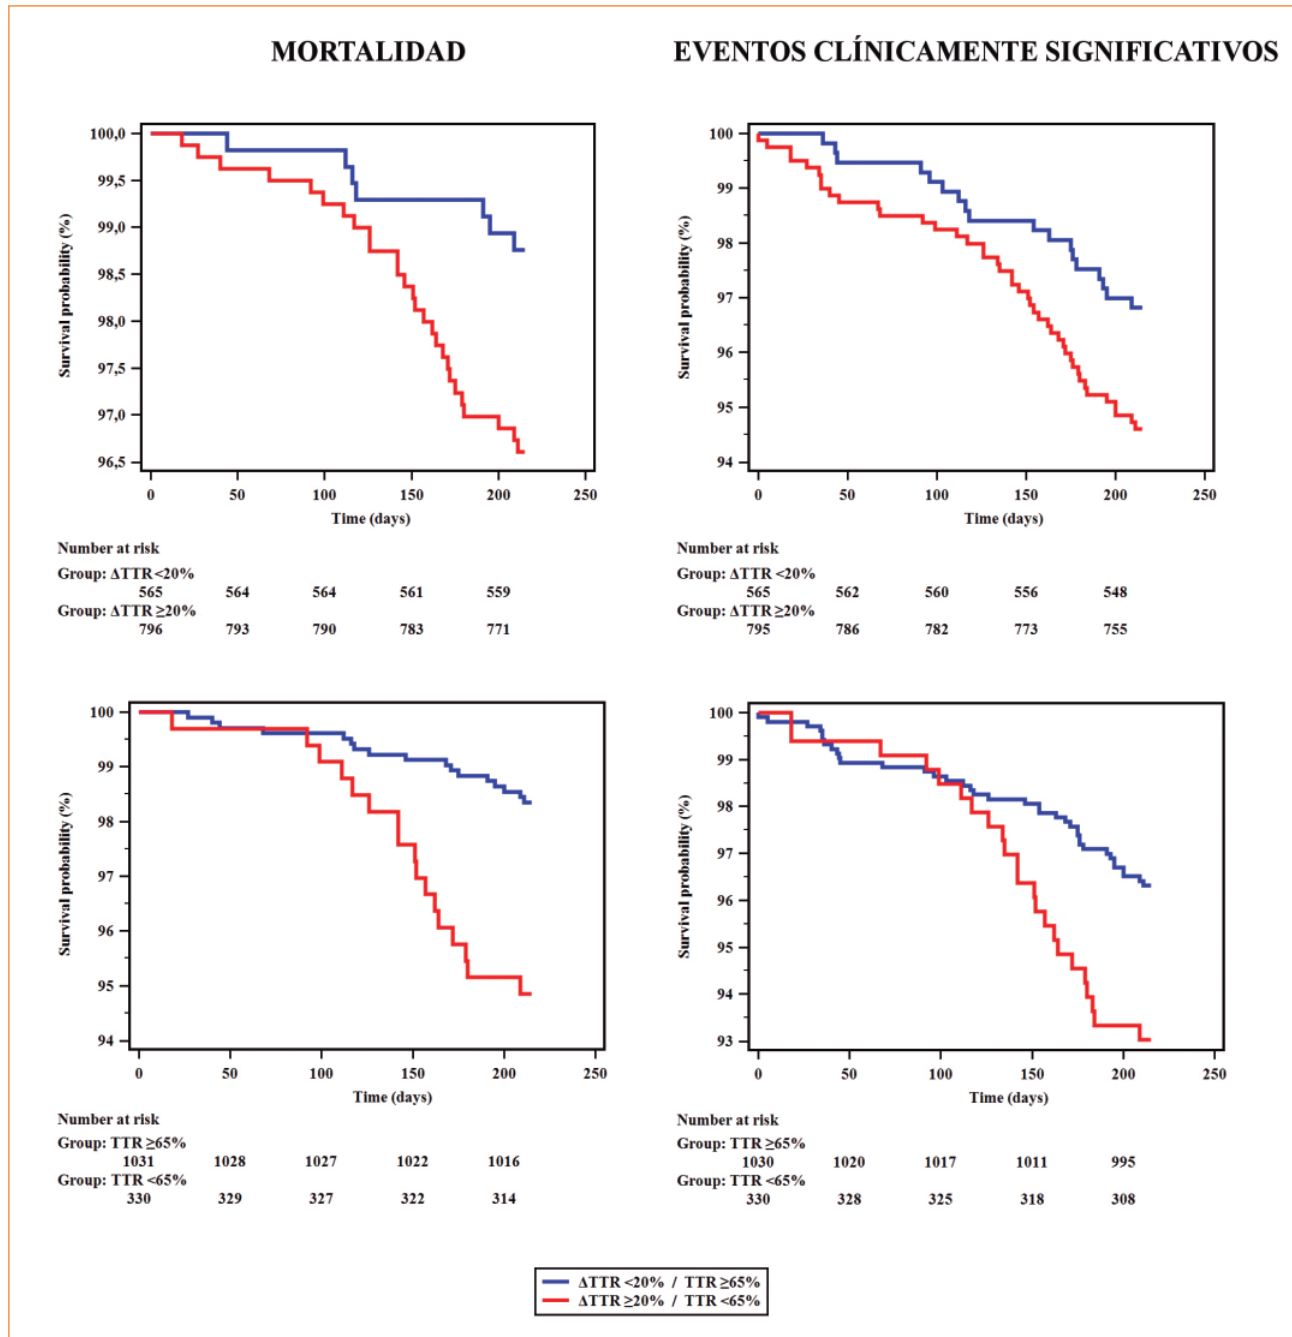 MORTALIDAD
EVENTOS CLÍNICAMENTE SIGNIFICATIVOS
Survival probability (%)
100,0
99,5
99,0
98,5
98,0
97,5
97,0
96,5
0 50 100 150 200 250
Time (days)
Number at risk
Group: ΔTTR <20%
565 564 564 561 559
Group: ΔTTR ≥20%
796 793 790 783 771
Survival probability (%)
100
99
98
97
96
95
94
0 50 100 150 200 250
Time (days)
Number at risk
Group: ΔTTR <20%
565 562 560 556 548
Group: ΔTTR ≥20%
795 786 782 773 755
Survival probability (%)
100
99
98
97
96
95
94
0 50 100 150 200 250
Time (days)
Number at risk
Group: TTR ≥65%
1031 1028 1027 1022 1016
Group: TTR <65%
330 329 327 322 314
Survival probability (%)
100
99
98
97
96
95
94
93
0 50 100 150 200 250
Time (days)
Number at risk
Group: TTR ≥65%
1030 1020 1017 1011 995
Group: TTR <65%
330 328 325 318 308
ΔTTR <20% / TTR ≥65%
ΔTTR ≥20% / TTR <65%